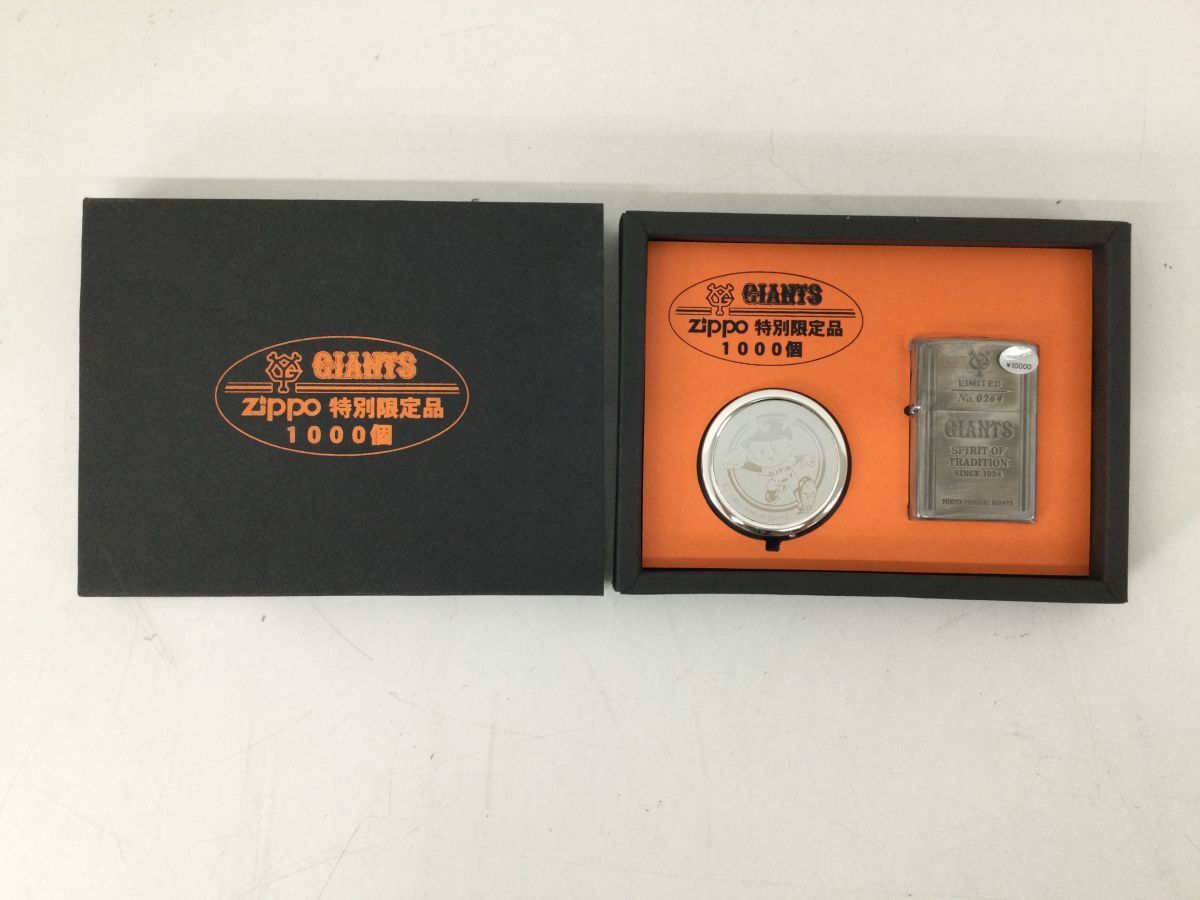 GIANTS
Zippo 特別限定品
1000個
GIANTS
Zippo 特別限定品
1000個
¥10000
LIMITED
No. 0264
GIANTS
SPIRIT OF
TRADITION
SINCE 1934
TOKYO YOMIURI GIANTS